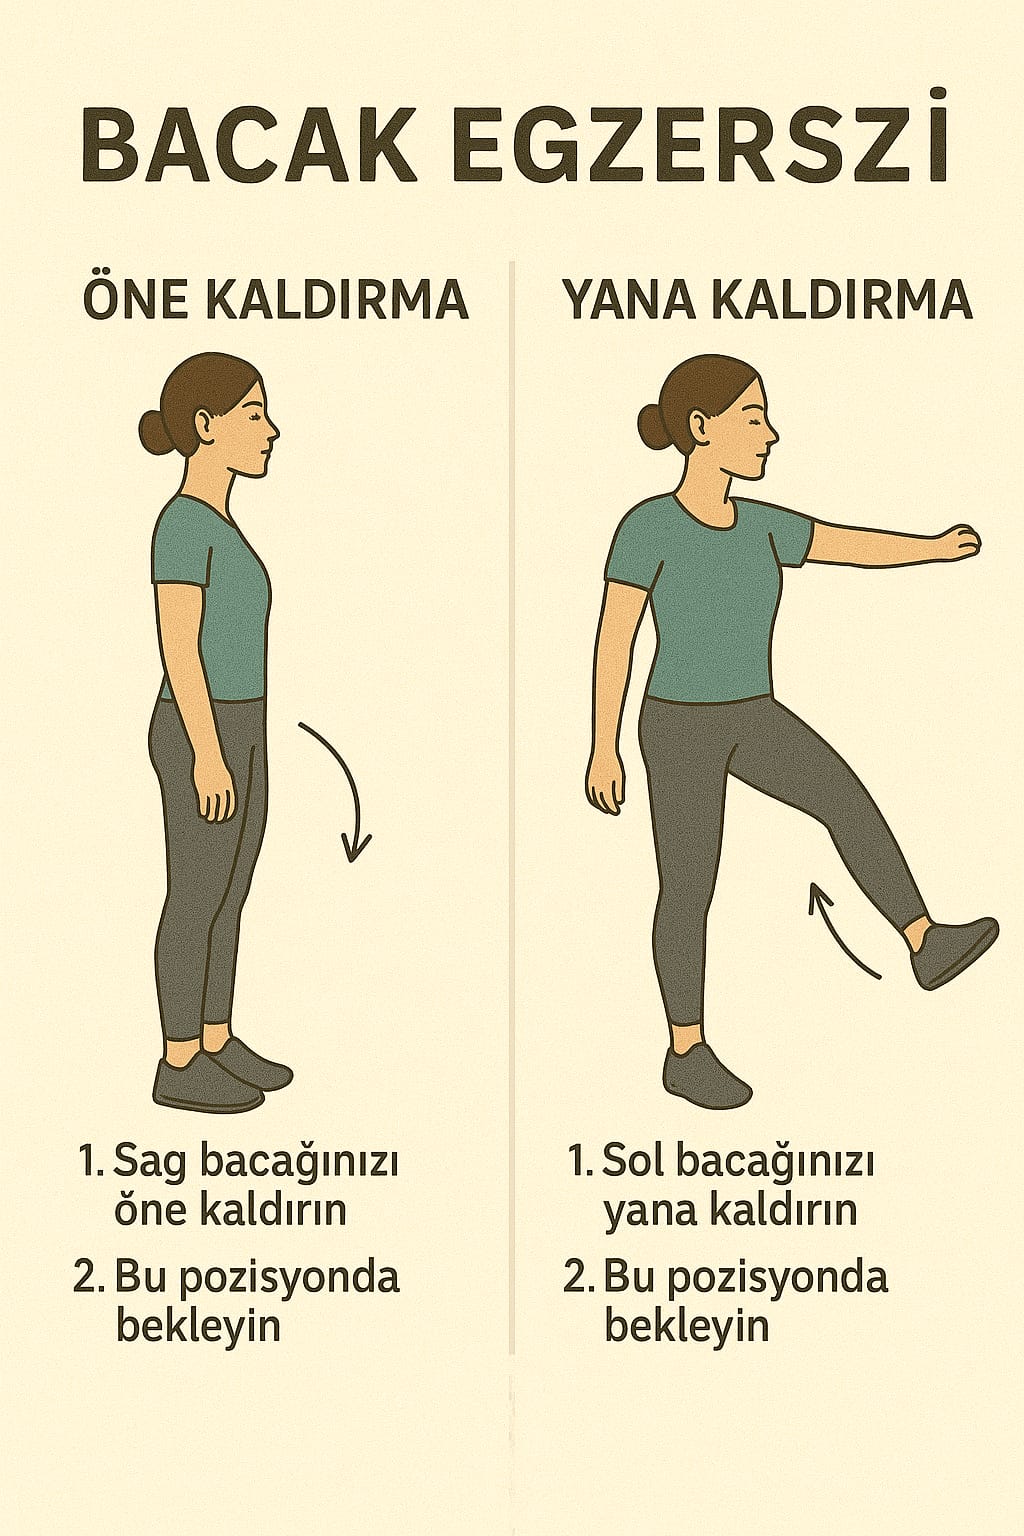 BACAK EGZERSZİ
ÖNE KALDIRMA
1. Sag bacağınızı
öne kaldırın
2. Bu pozisyonda
bekleyin
YANA KALDIRMA
1. Sol bacağınızı
yana kaldırın
2. Bu pozisyonda
bekleyin